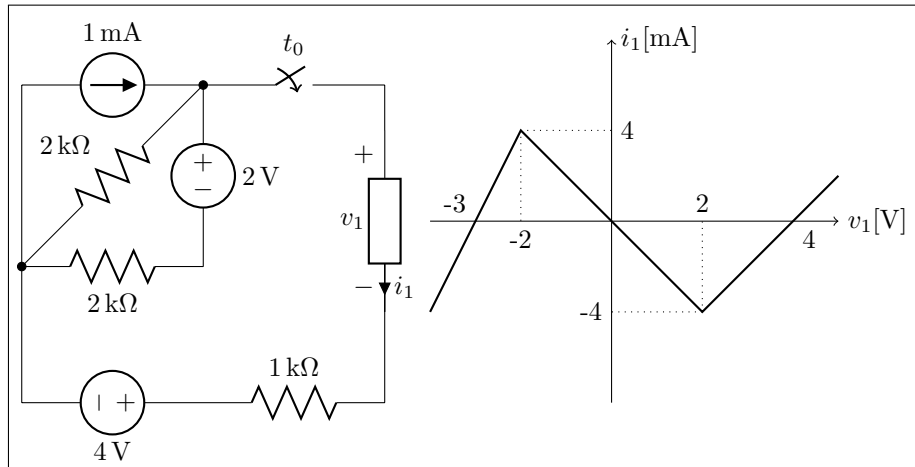 1 mA
t0
i1[mA]
2 kΩ
+
−
2 V
+
v1
−
i1
2 kΩ
1 kΩ
− +
4 V
4
-3
2
v1[V]
-2
4
-4